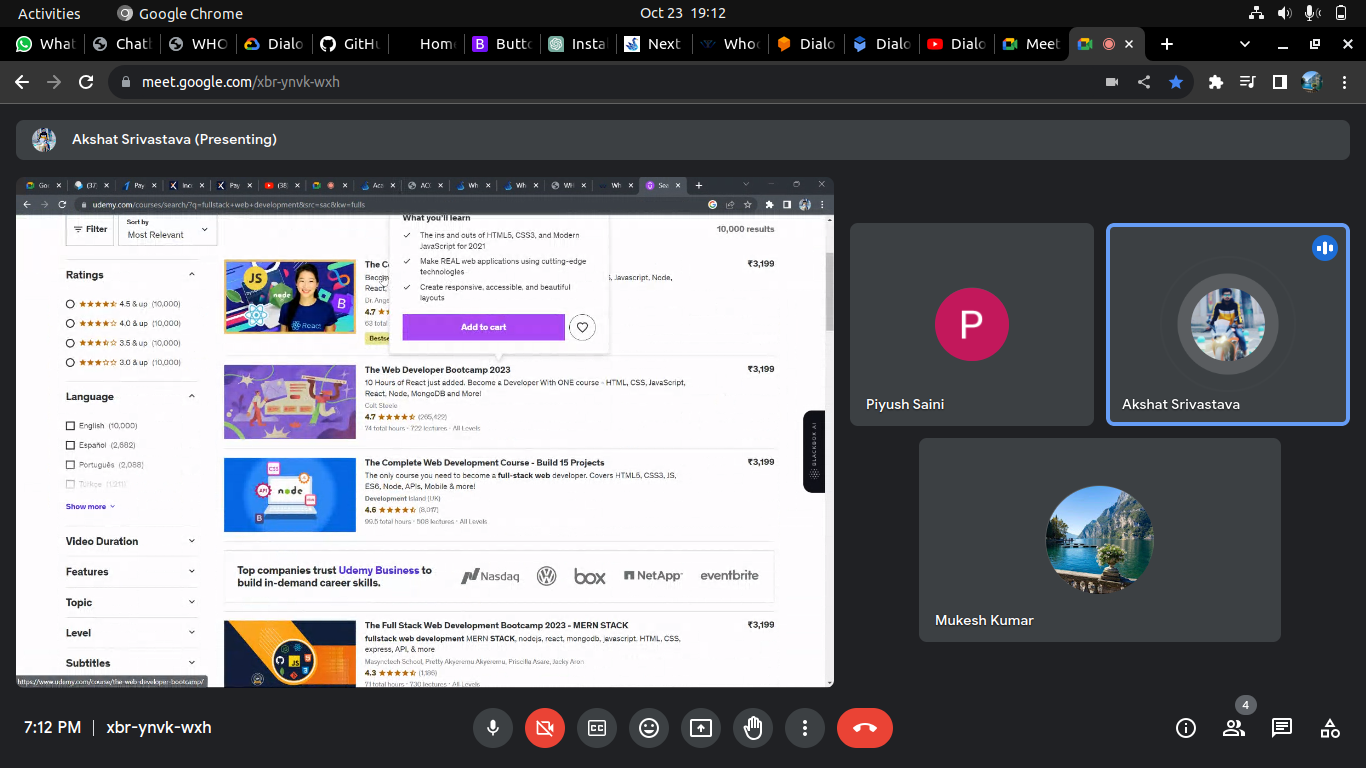 Activities
Google Chrome
Oct 23 19:12
What
Chatl
WHO
Dialo
GitHu
Home
Butto
Insta
Next
Whoo
Dialo
Dialo
Dialo
Meet
meet.google.com/xbr-ynvk-wxh
Akshat Srivastava (Presenting)
udemy.com/courses/search/?q=fullstack+web+development&src=sac&kw=fulls
Filter
Sort by
Most Relevant
10,000 results
Ratings
4.5 & up (10,000)
4.0 & up (10,000)
3.5 & up (10,000)
3.0 & up (10,000)
Language
English (10,000)
Español (2,682)
Português (2,088)
Türkçe (1,211)
Show more
Video Duration
Features
Topic
Level
Subtitles
What you'll learn
The ins and outs of HTML5, CSS3, and Modern
JavaScript for 2021
Make REAL web applications using cutting-edge
technologies
Create responsive, accessible, and beautiful
layouts
Add to cart
The C
Becom
React,
Dr. Ange
4.7
63 total
Bestse
S, Javascript, Node,
₹3,199
The Web Developer Bootcamp 2023
₹3,199
10 Hours of React just added. Become a Developer With ONE course - HTML, CSS, JavaScript,
React, Node, MongoDB and More!
Colt Steele
4.7 (265,422)
74 total hours · 722 lectures · All Levels
The Complete Web Development Course - Build 15 Projects
₹3,199
The only course you need to become a full-stack web developer. Covers HTML5, CSS3, JS,
ES6, Node, APIs, Mobile & more!
Development Island (UK)
4.6 (8,017)
99.5 total hours · 508 lectures · All Levels
Top companies trust Udemy Business to
build in-demand career skills.
Nasdaq
box
NetApp
eventbrite
The Full Stack Web Development Bootcamp 2023 - MERN STACK
₹3,199
fullstack web development MERN STACK, nodejs, react, mongodb, javascript. HTML, CSS,
express, API, & more
Masynctech School, Pretty Akyeremu Akyeremu, Priscilla Asare, Jacky Aron
4.3 (1,186)
71 total hours · 730 lectures · All Levels
BLACKBOX AI
https://www.udemy.com/course/the-web-developer-bootcamp/
P
Piyush Saini
Akshat Srivastava
Mukesh Kumar
7:12 PM | xbr-ynvk-wxh
4